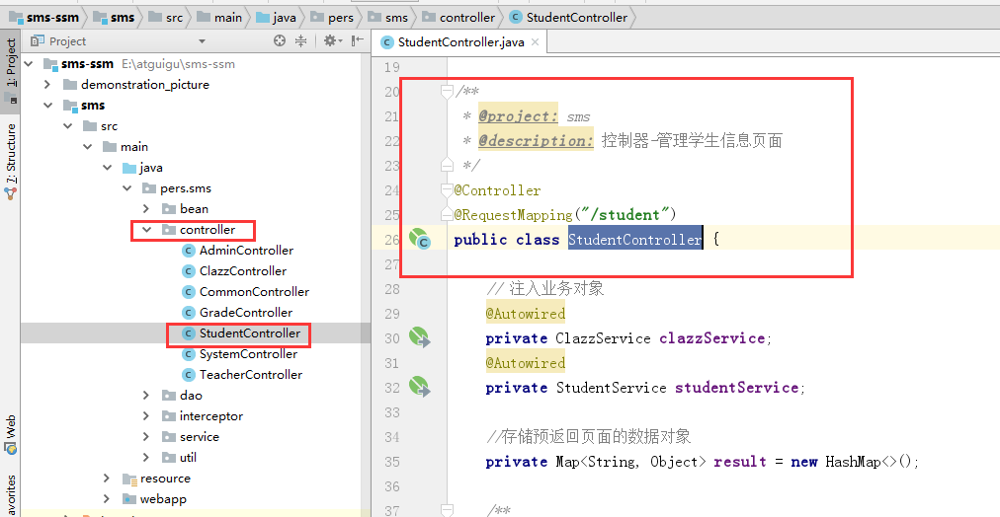 sms-ssm sms src main java pers sms controller StudentController
Project
StudentController.java
1: Project
7: Structure
Web
sms-ssm E:\atguigu\sms-ssm
demonstration_picture
sms
src
main
java
pers.sms
bean
controller
AdminController
ClazzController
CommonController
GradeController
StudentController
SystemController
TeacherController
dao
interceptor
service
util
resource
webapp
19
20 /**
21 * @project: sms
22 * @description: 控制器-管理学生信息页面
23 */
24 @Controller
25 @RequestMapping("/student")
26 public class StudentController {
27
28 // 注入业务对象
29 @Autowired
30 private ClazzService clazzService;
31 @Autowired
32 private StudentService studentService;
33
34 //存储预返回页面的数据对象
35 private Map<String, Object> result = new HashMap<>();
36
37 /**